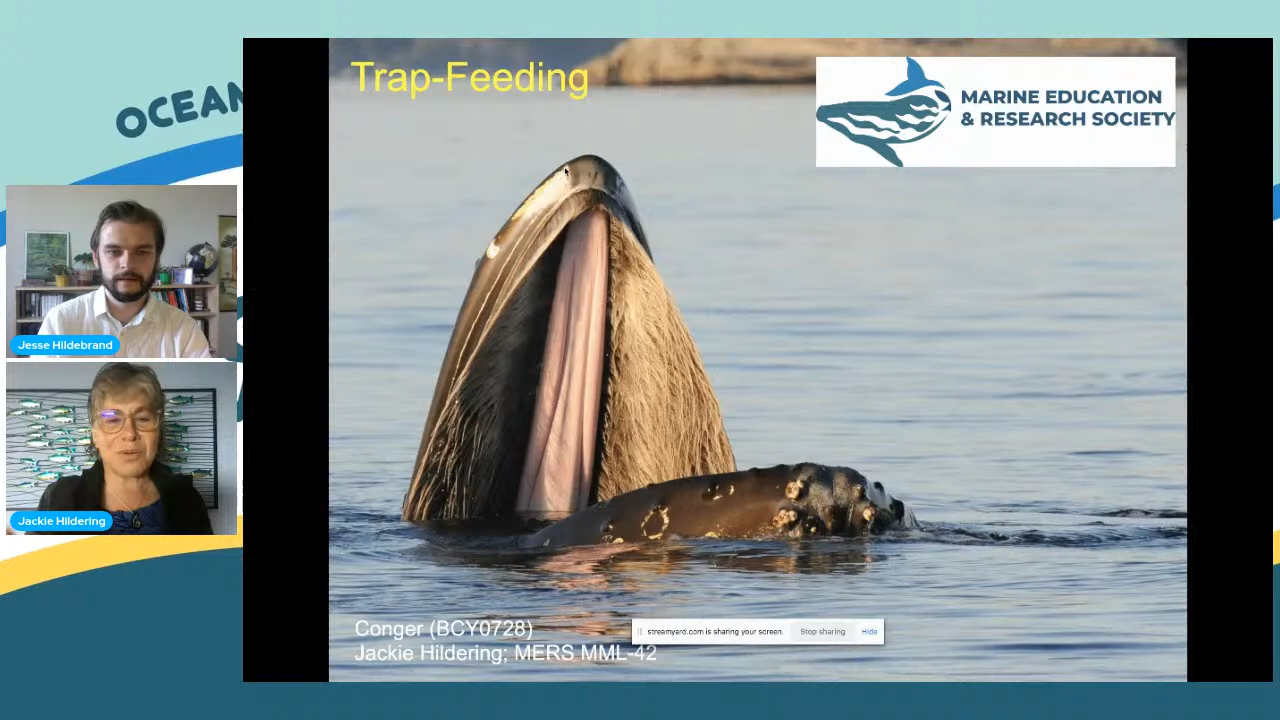 OCEAN
Trap-Feeding
MARINE EDUCATION
& RESEARCH SOCIETY
Jesse Hildebrand
Jackie Hildering
Conger (BCY0728)
Jackie Hildering; MERS MML-42
streamyard.com is sharing your screen.
Stop sharing
Hide